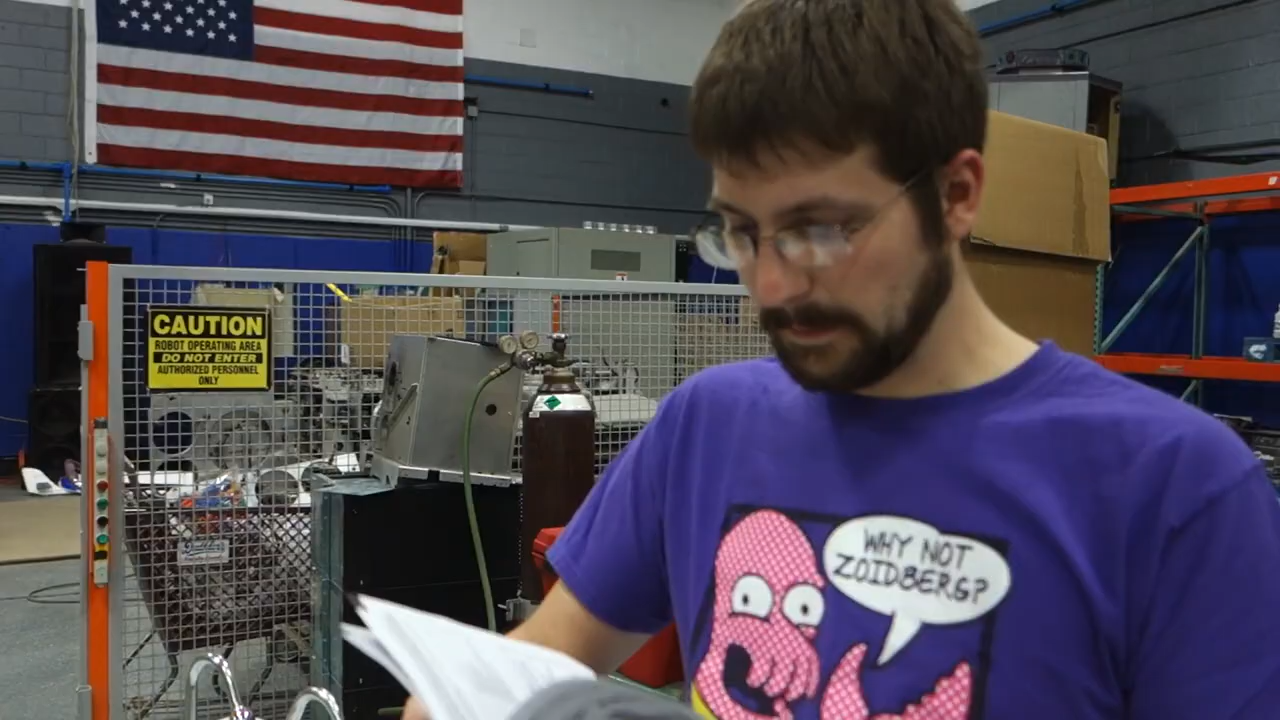 CAUTION
ROBOT OPERATING AREA
DO NOT ENTER
AUTHORIZED PERSONNEL
ONLY
WHY NOT
ZOIDBERG?